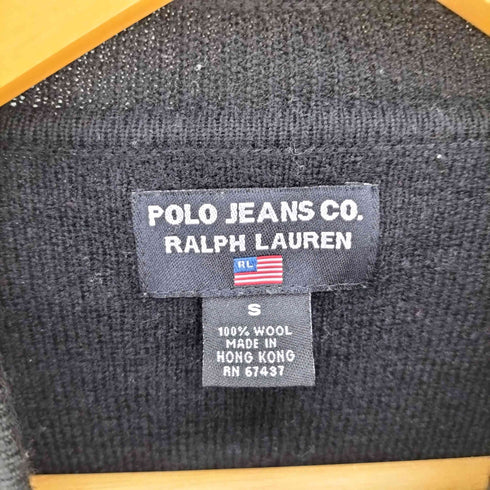 POLO JEANS CO.
RALPH LAUREN
RL
S
100% WOOL
MADE IN
HONG KONG
RN 67437